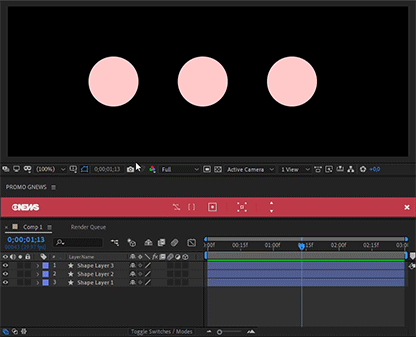 (100%) 0;00;01;13 Full Active Camera 1 View +0,0
PROMO GNEWS
GNEWS
Comp 1 Render Queue
0;00;01;13
:00f 00:15f 01:00f 01:15f 02:00f 02:15f 03:0
# LayerName
1 Shape Layer 3
2 Shape Layer 2
3 Shape Layer 1
Toggle Switches / Modes